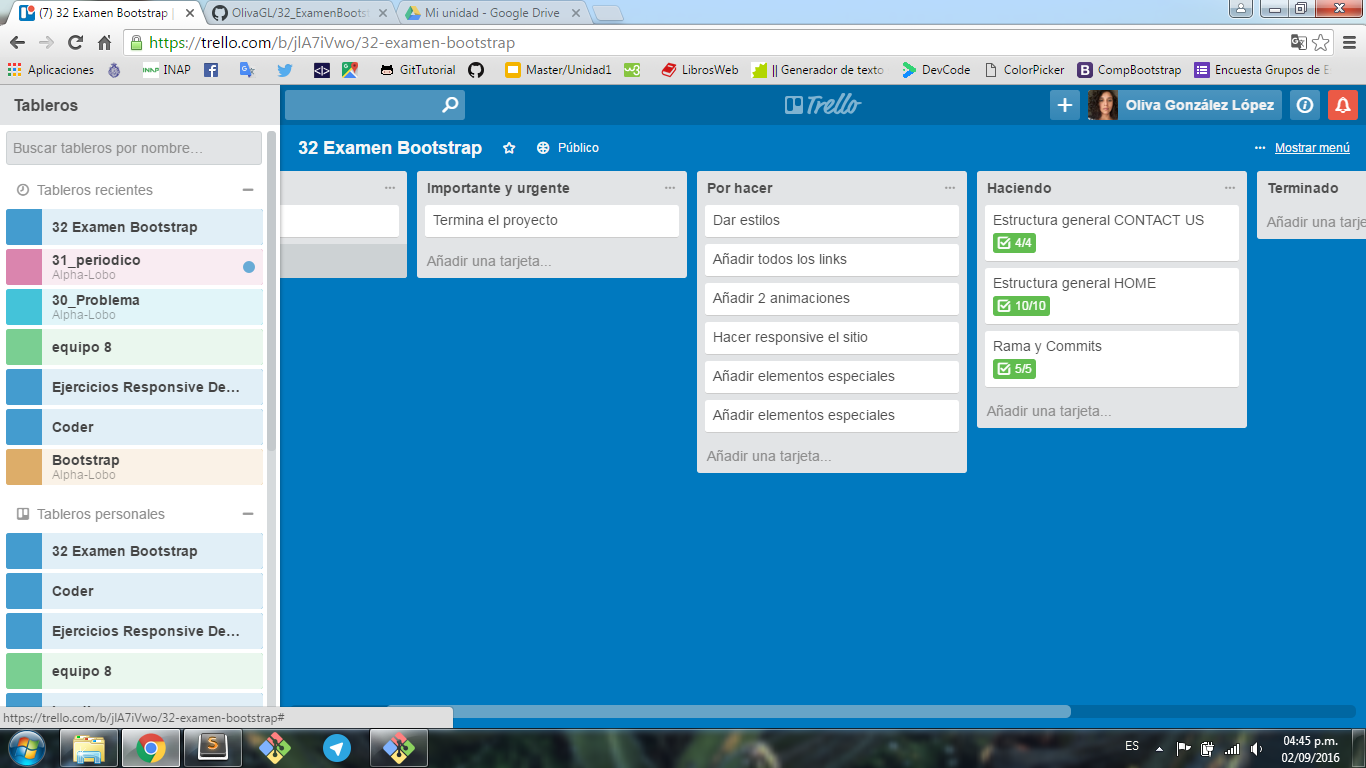 (7) 32 Examen Bootstrap |
OlivaGL/32_ExamenBoots
Mi unidad - Google Drive
https://trello.com/b/jlA7iVwo/32-examen-bootstrap
Aplicaciones
INAP
INAP
GitTutorial
Master/Unidad1
w3
LibrosWeb
|| Generador de texto
DevCode
ColorPicker
B
CompBootstrap
Encuesta Grupos de E
Tableros
Trello
Oliva González López
Buscar tableros por nombre...
32 Examen Bootstrap
Público
Mostrar menú
Tableros recientes
32 Examen Bootstrap
31_periodico
Alpha-Lobo
30_Problema
Alpha-Lobo
equipo 8
Ejercicios Responsive De...
Coder
Bootstrap
Alpha-Lobo
Tableros personales
32 Examen Bootstrap
Coder
Ejercicios Responsive De...
equipo 8
Importante y urgente
Termina el proyecto
Añadir una tarjeta...
Por hacer
Dar estilos
Añadir todos los links
Añadir 2 animaciones
Hacer responsive el sitio
Añadir elementos especiales
Añadir elementos especiales
Añadir una tarjeta...
Haciendo
Estructura general CONTACT US
4/4
Estructura general HOME
10/10
Rama y Commits
5/5
Añadir una tarjeta...
Terminado
Añadir una tarje
https://trello.com/b/jlA7iVwo/32-examen-bootstrap#
ES
04:45 p.m.
02/09/2016